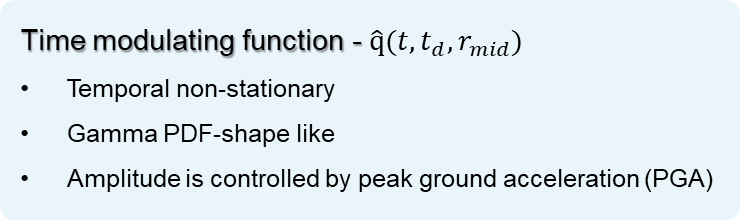 Time modulating function - q̂(t, t_d, r_mid)
• Temporal non-stationary
• Gamma PDF-shape like
• Amplitude is controlled by peak ground acceleration (PGA)